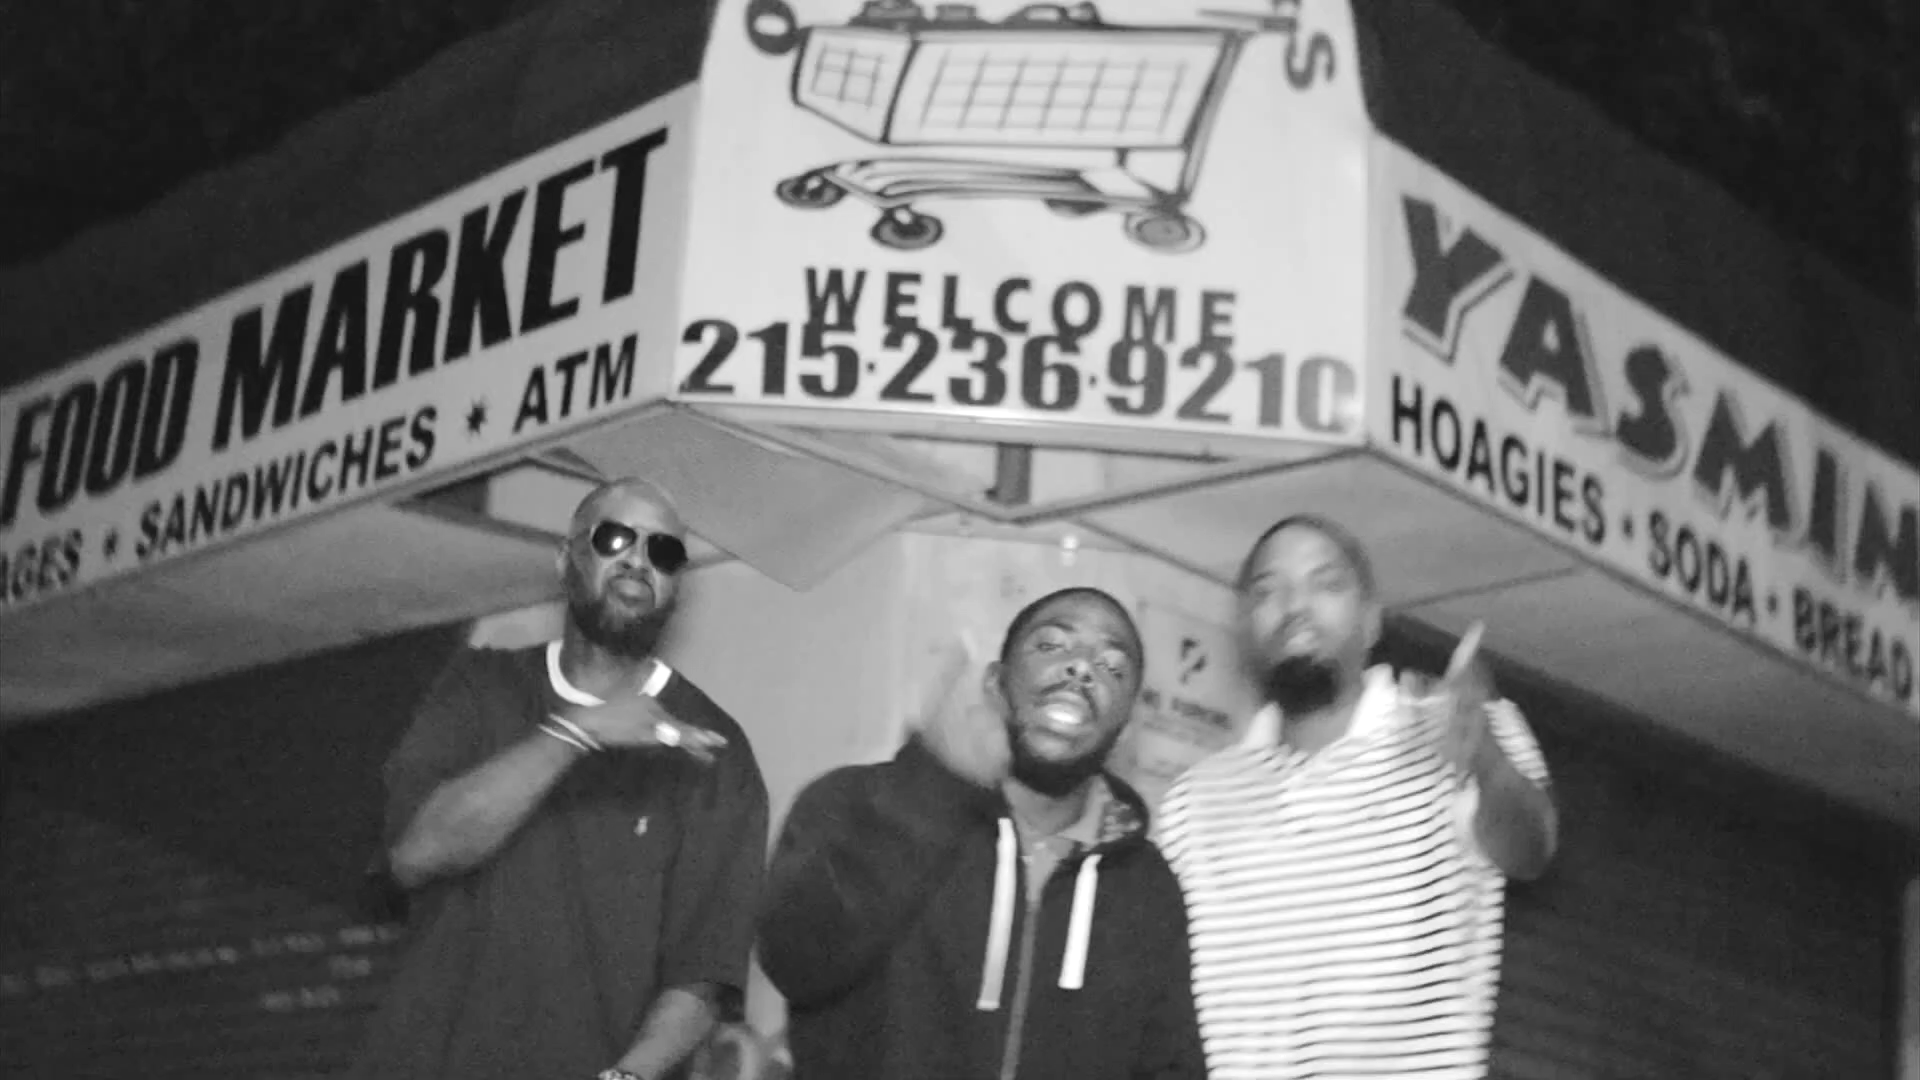 FOOD MARKET
AGES * SANDWICHES * ATM
O 'S
WELCOME
215·236·9210
YASMIN
HOAGIES · SODA · BREAD